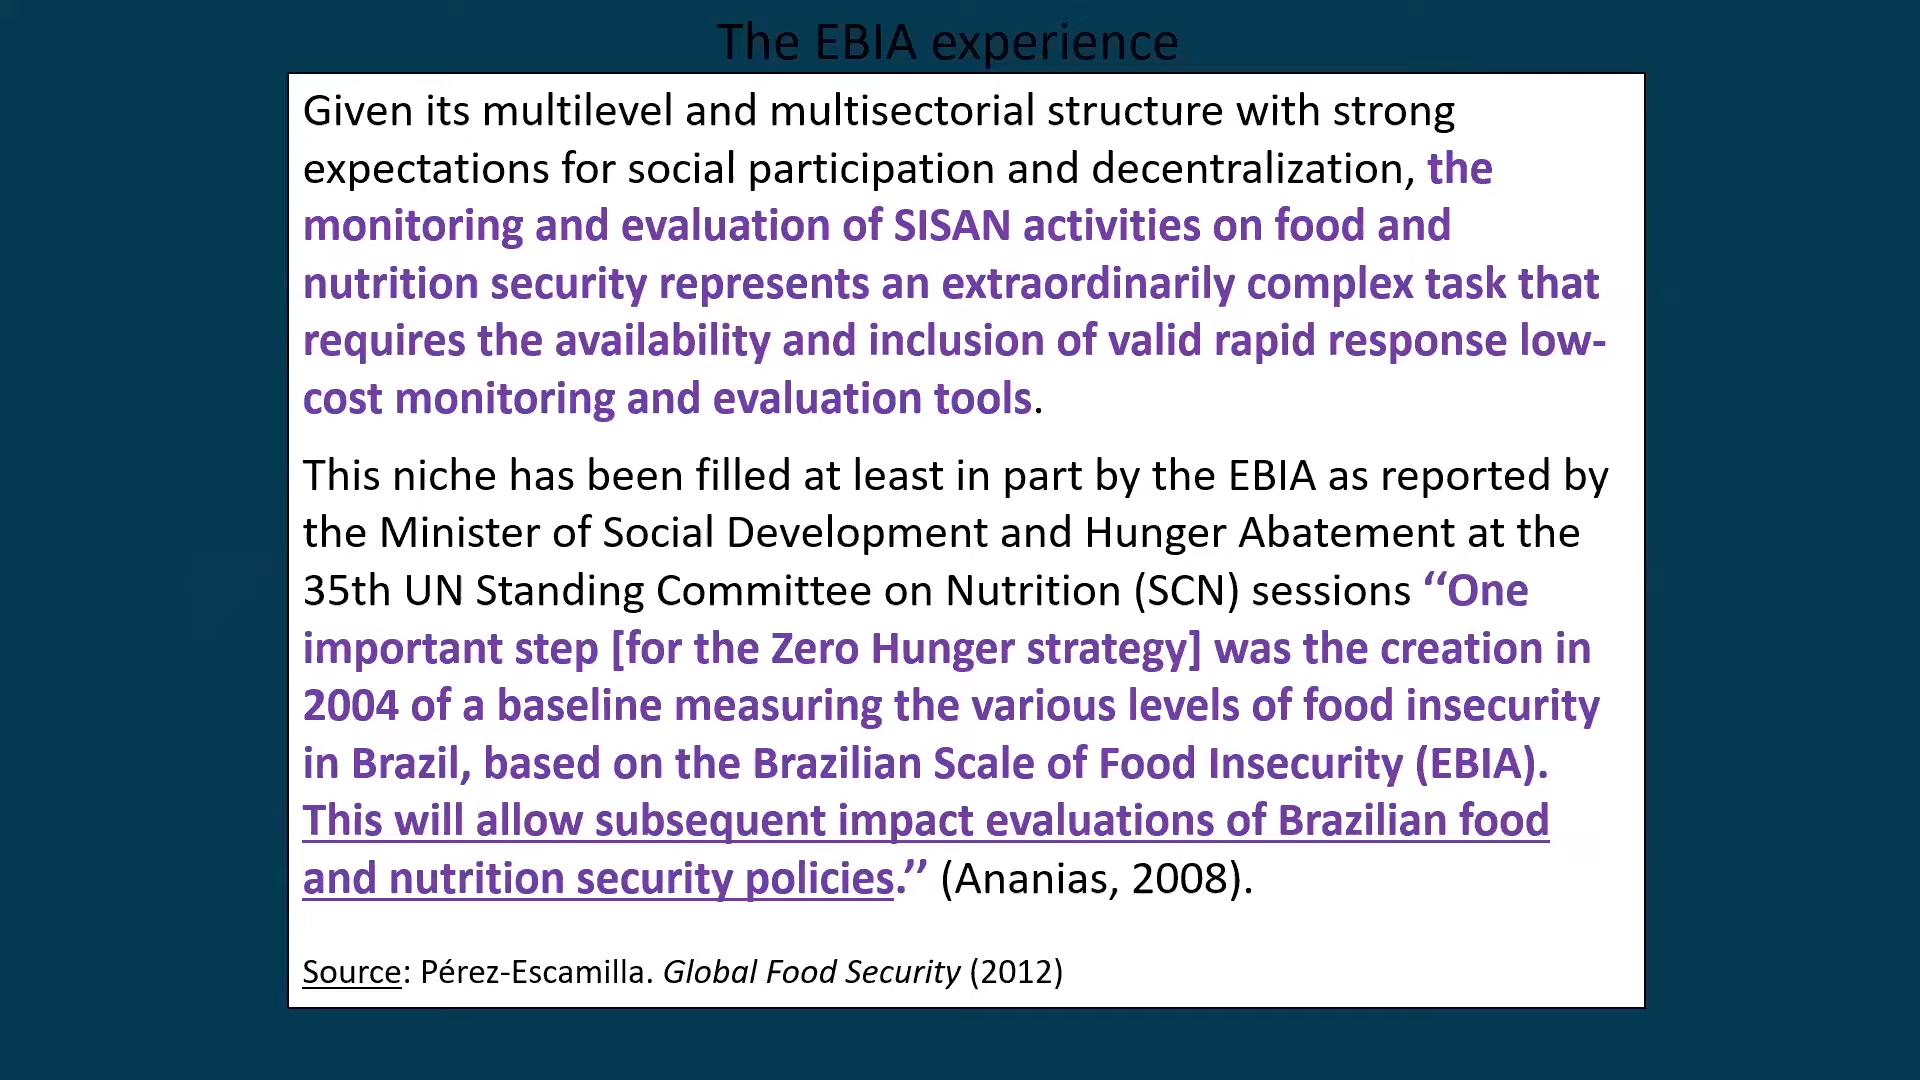 The EBIA experience
Given its multilevel and multisectorial structure with strong
expectations for social participation and decentralization, the
monitoring and evaluation of SISAN activities on food and
nutrition security represents an extraordinarily complex task that
requires the availability and inclusion of valid rapid response low-
cost monitoring and evaluation tools.
This niche has been filled at least in part by the EBIA as reported by
the Minister of Social Development and Hunger Abatement at the
35th UN Standing Committee on Nutrition (SCN) sessions ‘‘One
important step [for the Zero Hunger strategy] was the creation in
2004 of a baseline measuring the various levels of food insecurity
in Brazil, based on the Brazilian Scale of Food Insecurity (EBIA).
This will allow subsequent impact evaluations of Brazilian food
and nutrition security policies.’’ (Ananias, 2008).
Source: Pérez-Escamilla. Global Food Security (2012)